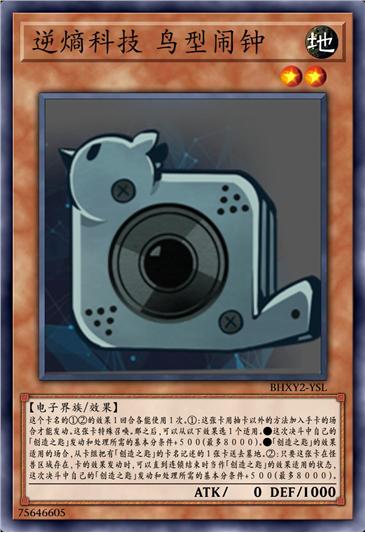 逆熵科技 鸟型闹钟
地
BHXY2-YSL
【电子界族/效果】
这个卡名的①②的效果1回合各能使用1次。①:这张卡用抽卡以外的方法加入手卡的场
合才能发动。这张卡特殊召唤。那之后,可以从以下效果选1个适用。●这次决斗中自己的
「创造之匙」发动和处理所需的基本分条件+500(最多8000)。●「创造之匙」的效果
适用的场合,从卡组把有「创造之匙」的卡名记述的1张卡送去墓地。②:只要这张卡在怪
兽区域存在,卡的效果发动时,可以直到连锁结束时当作「创造之匙」的效果适用的状态,
这次决斗中自己的「创造之匙」发动和处理所需的基本分条件+500(最多8000)。
ATK/ 0 DEF/1000
75646605